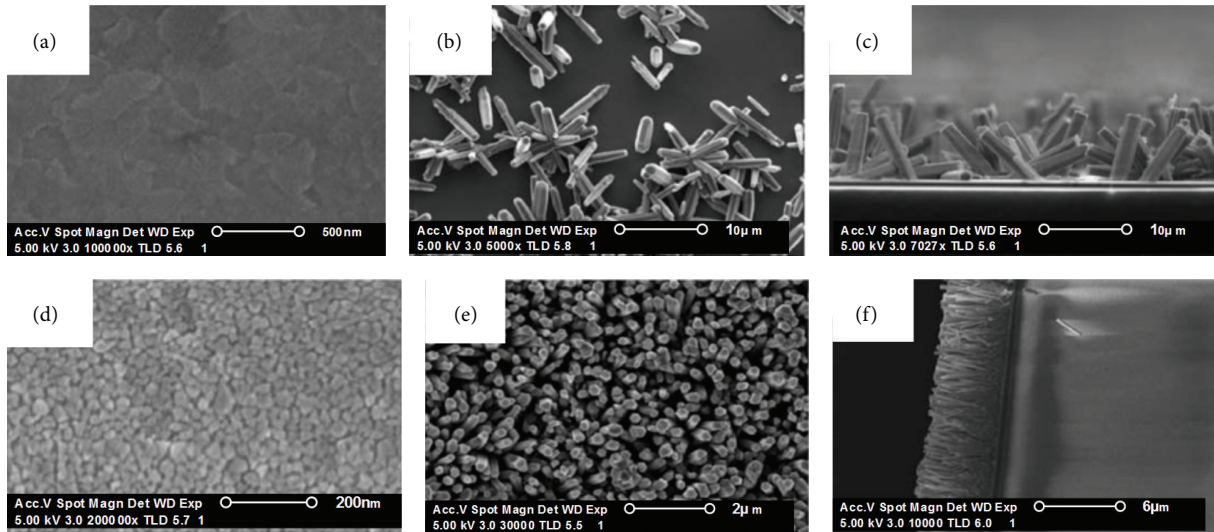 (a)
Acc.V Spot Magn Det WD Exp 500nm
5.00 kV 3.0 100000x TLD 5.6 1
(b)
Acc.V Spot Magn Det WD Exp 10μm
5.00 kV 3.0 5000x TLD 5.8 1
(c)
Acc.V Spot Magn Det WD Exp 10μm
5.00 kV 3.0 7027x TLD 5.6 1
(d)
Acc.V Spot Magn Det WD Exp 200nm
5.00 kV 3.0 200000x TLD 5.7 1
(e)
Acc.V Spot Magn Det WD Exp 2μm
5.00 kV 3.0 30000 TLD 5.5 1
(f)
Acc.V Spot Magn Det WD Exp 6μm
5.00 kV 3.0 10000 TLD 6.0 1